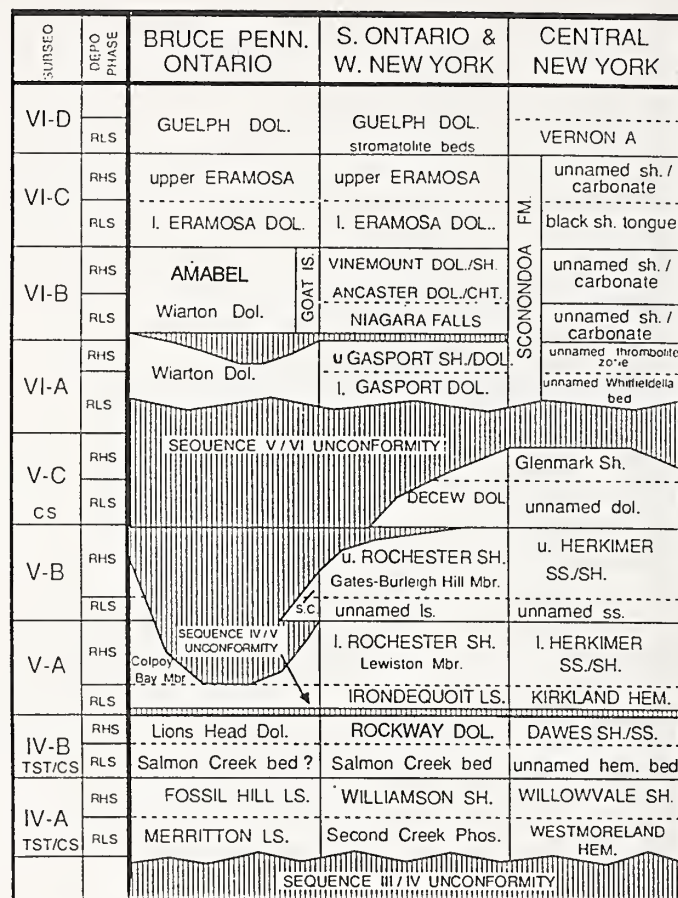 SUBSEQ
DEPO PHASE
BRUCE PENN. ONTARIO
S. ONTARIO & W. NEW YORK
CENTRAL NEW YORK
VI-D
RLS
GUELPH DOL.
GUELPH DOL.
stromatolite beds
VERNON A
VI-C
RHS
upper ERAMOSA
upper ERAMOSA
unnamed sh. /
carbonate
RLS
l. ERAMOSA DOL.
l. ERAMOSA DOL..
black sh. tongue
SCONONDOA FM.
VI-B
RHS
AMABEL
GOAT IS.
VINEMOUNT DOL./SH.
ANCASTER DOL./CHT.
unnamed sh. /
carbonate
RLS
Wiarton Dol.
NIAGARA FALLS
unnamed sh. /
carbonate
VI-A
RHS
Wiarton Dol.
u GASPORT SH./DOL.
unnamed thrombolite
zone
RLS
l. GASPORT DOL.
unnamed Whitfieldella
bed
SEQUENCE V / VI UNCONFORMITY
V-C
CS
RHS
Glenmark Sh.
RLS
DECEW DOL
unnamed dol.
V-B
RHS
u. ROCHESTER SH.
Gates-Burleigh Hill Mbr.
u. HERKIMER
SS./SH.
RLS
S.C.
unnamed ls.
unnamed ss.
SEQUENCE IV / V
UNCONFORMITY
V-A
RHS
Colpoy
Bay Mbr
l. ROCHESTER SH.
Lewiston Mbr.
l. HERKIMER
SS./SH.
RLS
IRONDEQUOIT LS.
KIRKLAND HEM.
IV-B
TST/CS
RHS
Lions Head Dol.
ROCKWAY DOL.
DAWES SH./SS.
RLS
Salmon Creek bed ?
Salmon Creek bed
unnamed hem. bed
IV-A
TST/CS
RHS
FOSSIL HILL LS.
WILLIAMSON SH.
WILLOWVALE SH.
RLS
MERRITTON LS.
Second Creek Phos.
WESTMORELAND
HEM.
SEQUENCE III / IV UNCONFORMITY